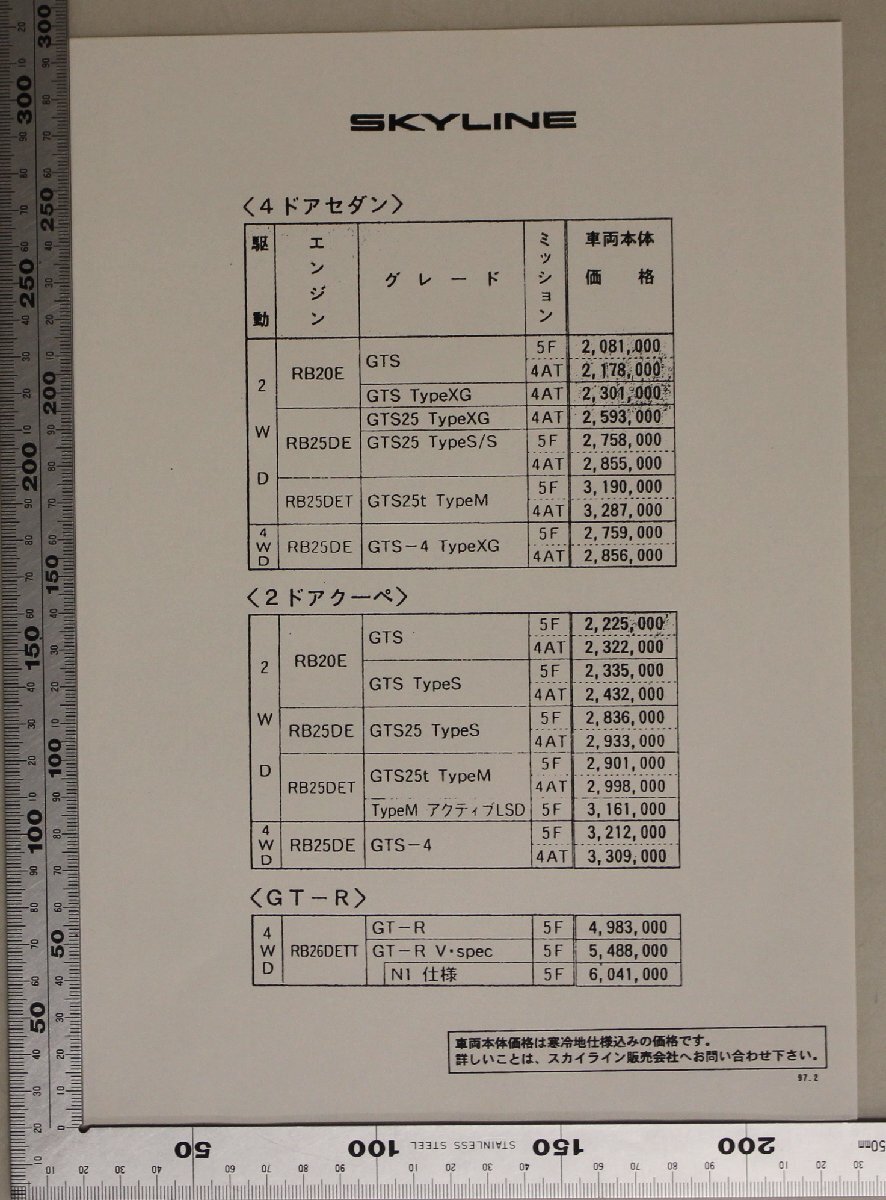 SKYLINE
〈4ドアセダン〉
駆動 エンジン グレード ミッション 車両本体価格
2WD RB20E GTS 5F 2,081,000
4AT 2,178,000
GTS TypeXG 4AT 2,301,000
RB25DE GTS25 TypeXG 4AT 2,593,000
GTS25 TypeS/S 5F 2,758,000
4AT 2,855,000
RB25DET GTS25t TypeM 5F 3,190,000
4AT 3,287,000
4WD RB25DE GTS-4 TypeXG 5F 2,759,000
4AT 2,856,000
〈2ドアクーペ〉
2WD RB20E GTS 5F 2,225,000
4AT 2,322,000
GTS TypeS 5F 2,335,000
4AT 2,432,000
RB25DE GTS25 TypeS 5F 2,836,000
4AT 2,933,000
RB25DET GTS25t TypeM 5F 2,901,000
4AT 2,998,000
TypeM アクティブLSD 5F 3,161,000
4WD RB25DE GTS-4 5F 3,212,000
4AT 3,309,000
〈GT-R〉
4WD RB26DETT GT-R 5F 4,983,000
GT-R V・spec 5F 5,488,000
N1 仕様 5F 6,041,000
車両本体価格は寒冷地仕様込みの価格です。
詳しいことは、スカイライン販売会社へお問い合わせ下さい。
97.2
50 100 STAINLESS STEEL 150 200